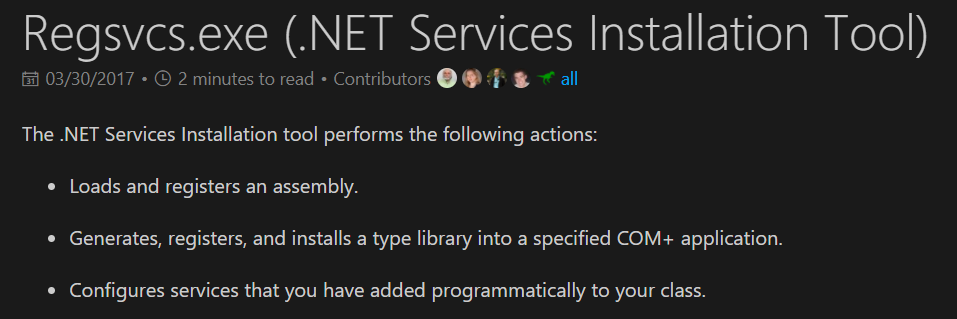 Regsvcs.exe (.NET Services Installation Tool)
03/30/2017 • 2 minutes to read • Contributors all
The .NET Services Installation tool performs the following actions:
• Loads and registers an assembly.
• Generates, registers, and installs a type library into a specified COM+ application.
• Configures services that you have added programmatically to your class.